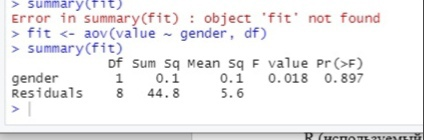 > summary(fit)
Error in summary(fit) : object 'fit' not found
> fit <- aov(value ~ gender, df)
> summary(fit)
Df Sum Sq Mean Sq F value Pr(>F)
gender 1 0.1 0.1 0.018 0.897
Residuals 8 44.8 5.6
>
R (используемый